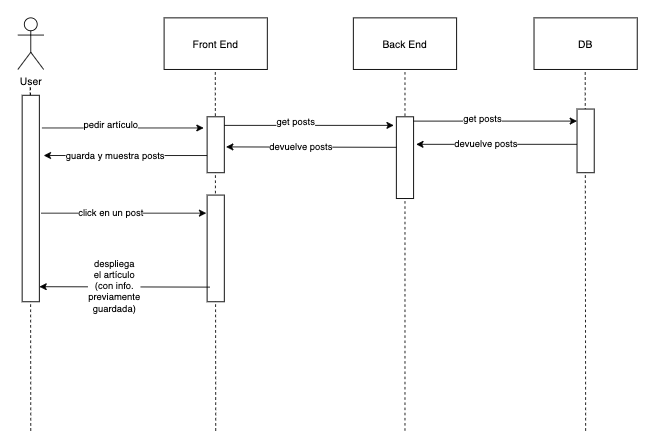 Front End
Back End
DB
User
pedir artículo
get posts
get posts
guarda y muestra posts
devuelve posts
devuelve posts
click en un post
despliega
el artículo
(con info.
previamente
guardada)